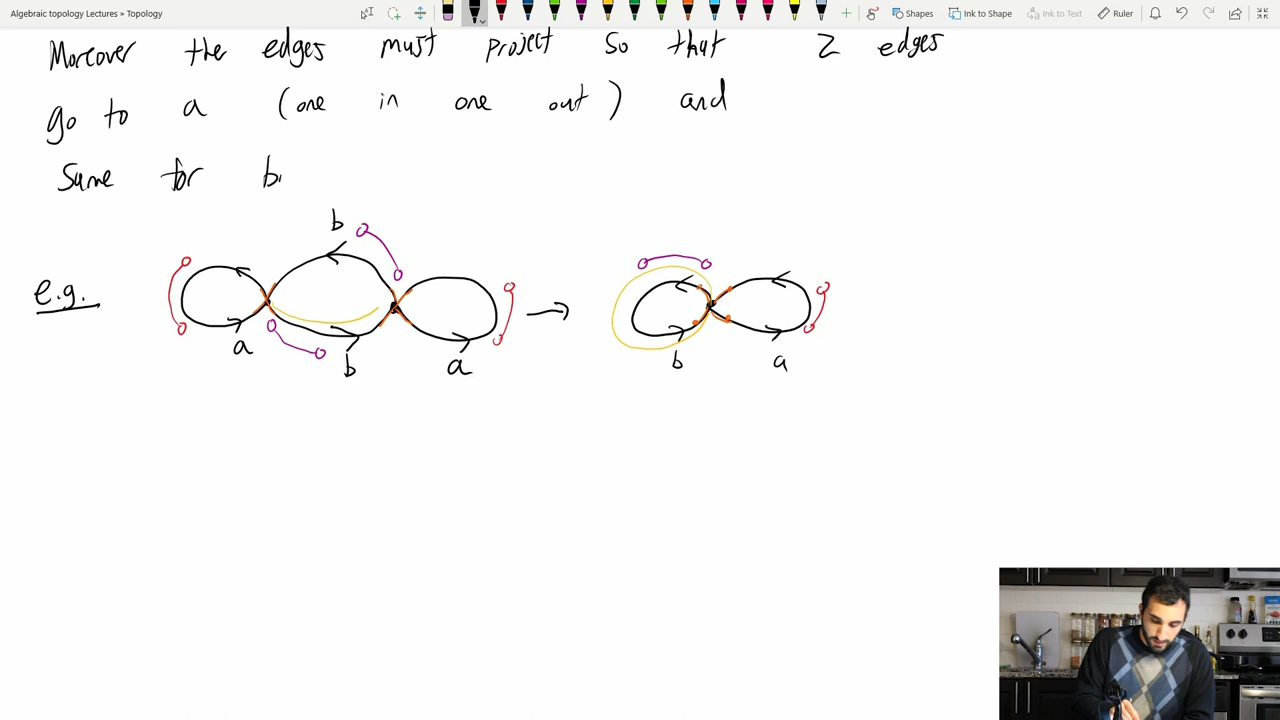 Algebraic topology Lectures » Topology
Shapes Ink to Shape Ink to Text Ruler
Moreover the edges must project so that 2 edges
go to a (one in one out) and
Same for b.
e.g.
b
a b a
b a